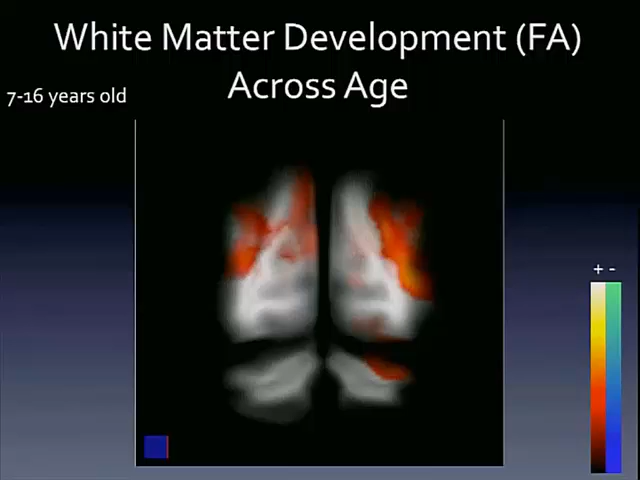 White Matter Development (FA)
Across Age
7-16 years old
+ -